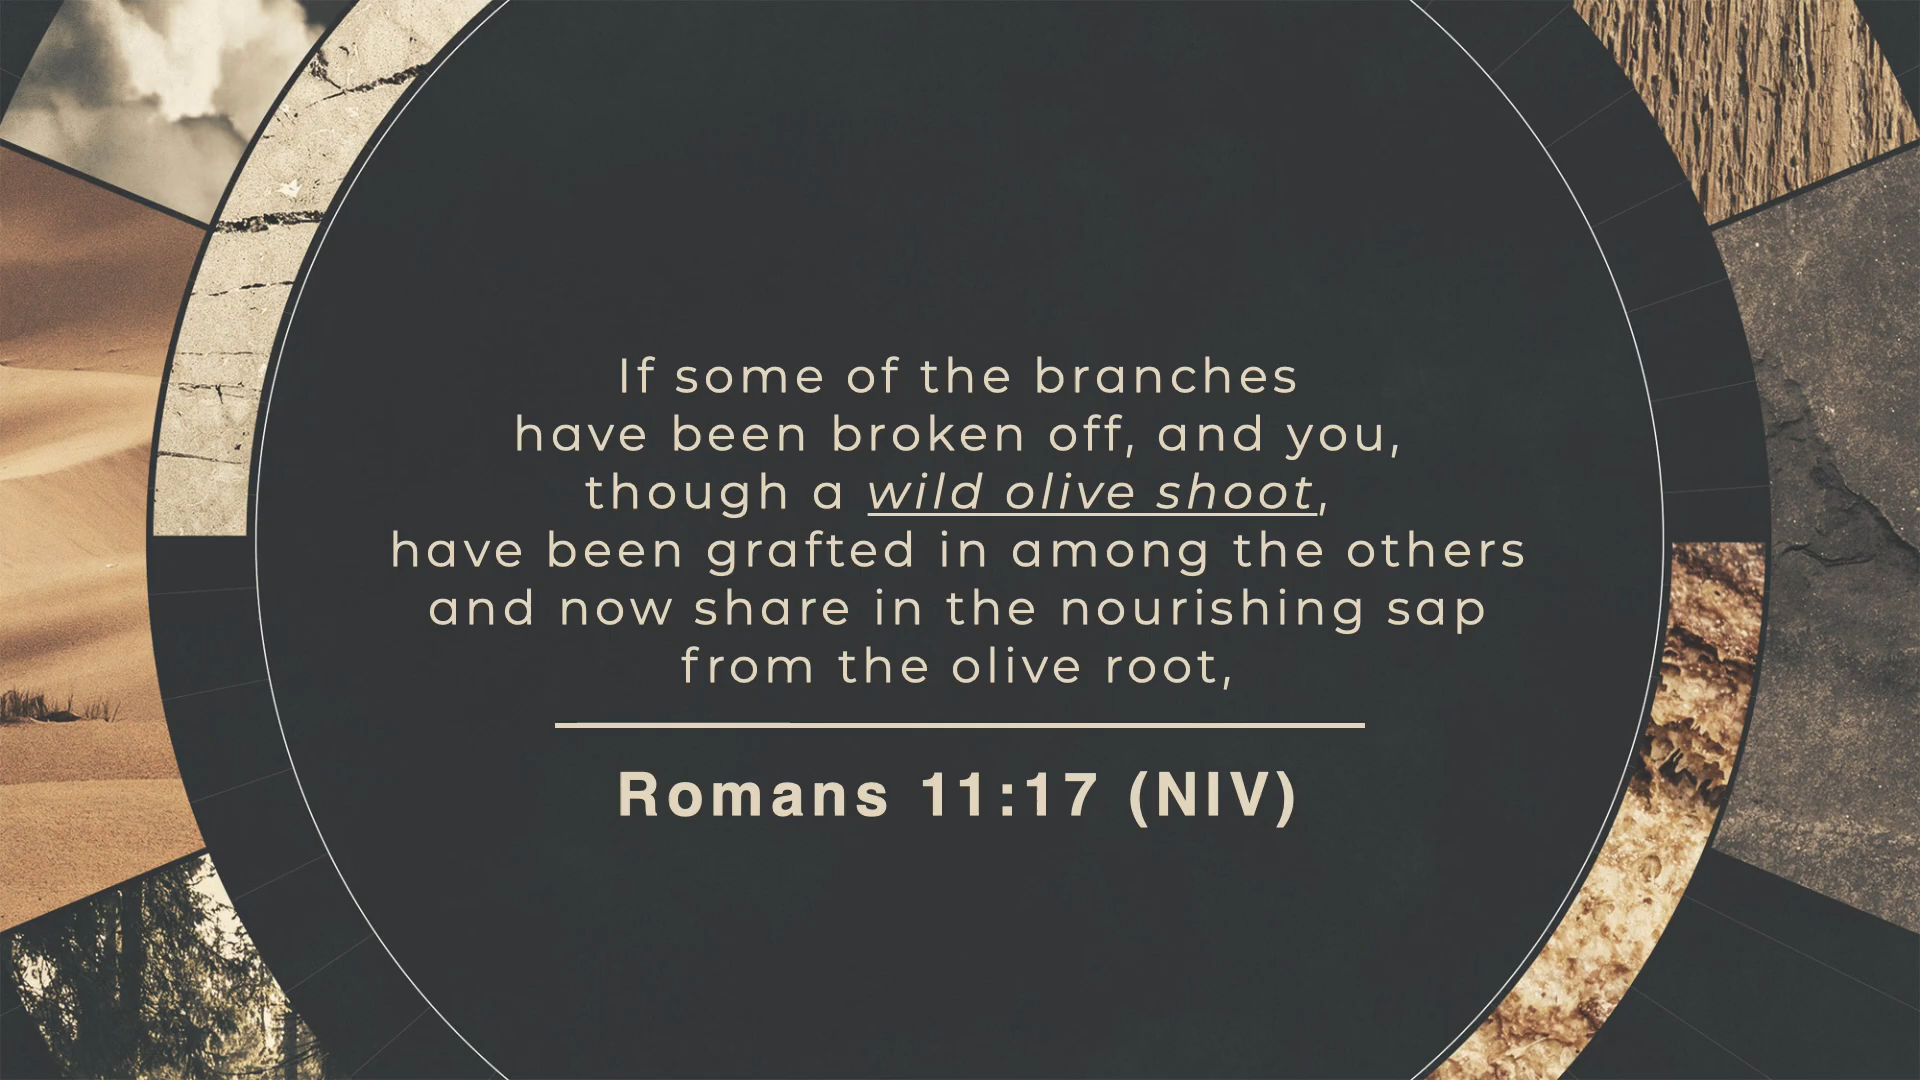 If some of the branches
have been broken off, and you,
though a wild olive shoot,
have been grafted in among the others
and now share in the nourishing sap
from the olive root,
Romans 11:17 (NIV)